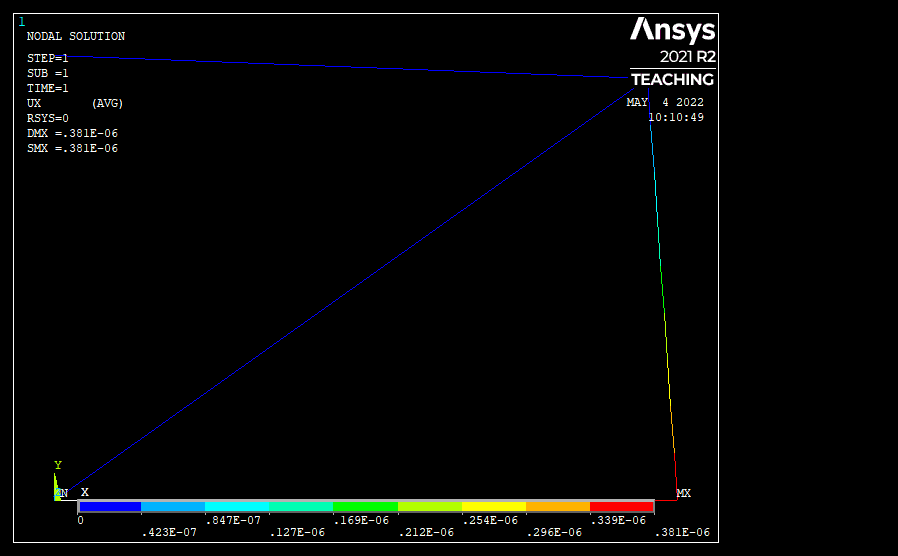 1
NODAL SOLUTION
STEP=1
SUB =1
TIME=1
UX (AVG)
RSYS=0
DMX =.381E-06
SMX =.381E-06
Ansys
2021 R2
TEACHING
MAY 4 2022
10:10:49
Y
MN X
MX
0 .847E-07 .169E-06 .254E-06 .339E-06
.423E-07 .127E-06 .212E-06 .296E-06 .381E-06